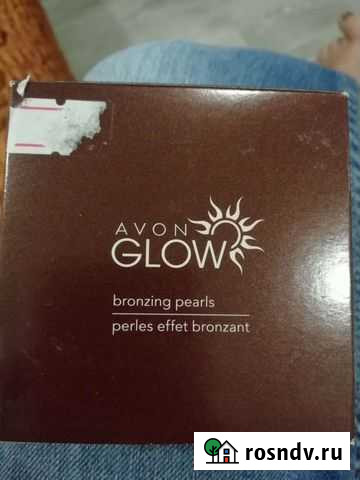 AVON
GLOW
bronzing pearls
perles effet bronzant
rosndv.ru